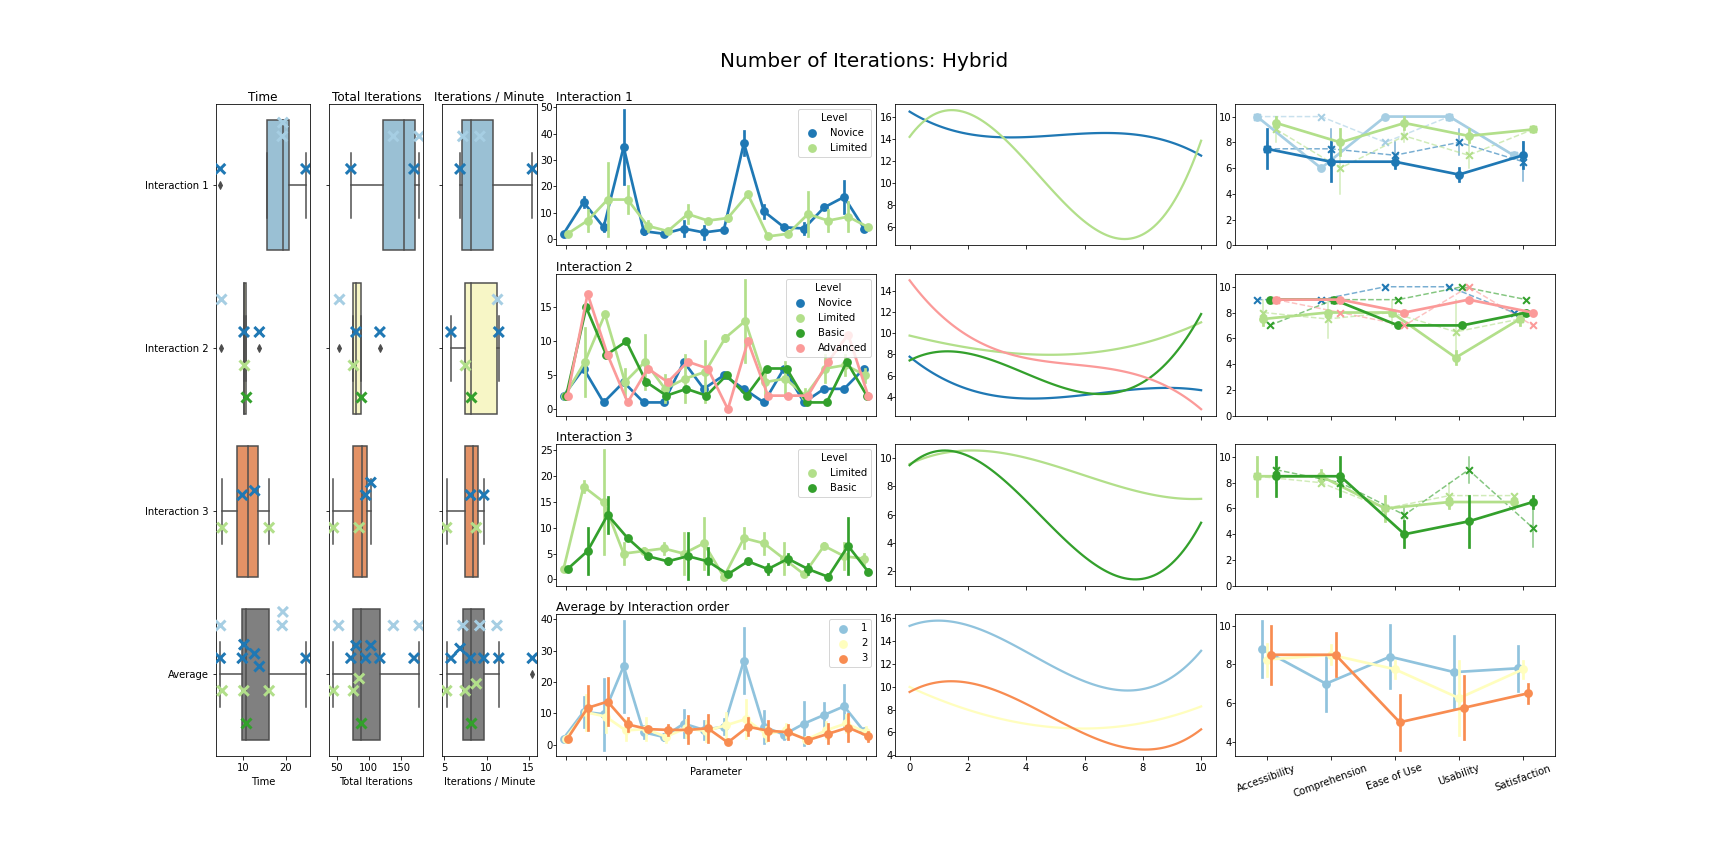 Number of Iterations: Hybrid
Time
Total Iterations
Iterations / Minute
Interaction 1
Interaction 2
Interaction 3
Average
10 20
Time
50 100 150
Total Iterations
5 10 15
Iterations / Minute
Interaction 1
50
40
30
20
10
0
Level
Novice
Limited
16
14
12
10
8
6
10
8
6
4
2
0
Interaction 2
15
10
5
0
Level
Novice
Limited
Basic
Advanced
14
12
10
8
6
4
10
8
6
4
2
0
Interaction 3
25
20
15
10
5
0
Level
Limited
Basic
10
8
6
4
2
10
8
6
4
2
0
Average by Interaction order
40
30
20
10
0
1
2
3
Parameter
16
14
12
10
8
6
4
0 2 4 6 8 10
10
8
6
4
Accessibility
Comprehension
Ease of Use
Usability
Satisfaction